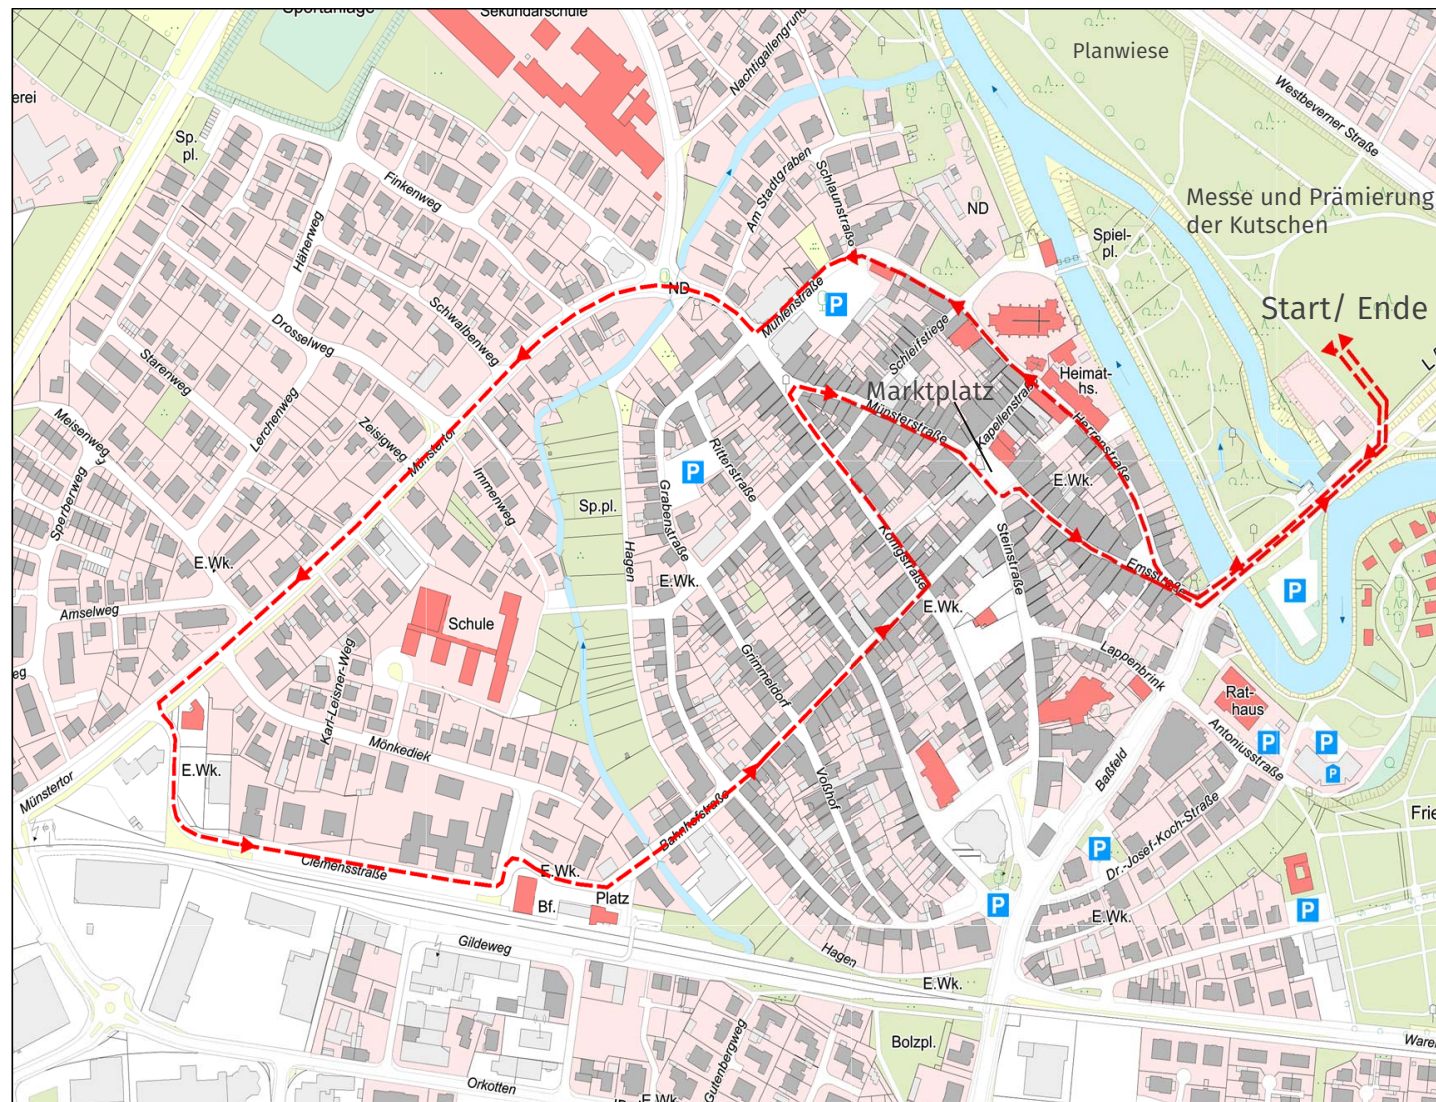 Sportanlage
Sekundarschule
Nachtigallengrund
Planwiese
Westbeverner Straße
erei
Sp.
pl.
Finkenweg
Am Stadtgraben
Schlaunstraße
ND
Messe und Prämierung
der Kutschen
Häherweg
Spiel-
pl.
Schwalbenweg
ND
Mühlenstraße
P
Start/ Ende
Drosselweg
Starenweg
Schleifstiege
Heimat-
hs.
Marktplatz
Münsterstraße
Kapellenstraße
Herrenstraße
Meisenweg
Lerchenweg
Zeisigweg
Münstertor
Immenweg
Ritterstraße
P
Grabenstraße
Sperberweg
Sp.pl.
E.Wk.
Hagen
Königstraße
Steinstraße
E.Wk.
E.Wk.
Emsstraße
P
Amselweg
E.Wk.
Schule
Karl-Leisner-Weg
Grimmeldorf
Lappenbrink
Rat-
haus
Antoniusstraße
P
P
P
Mönkediek
Münstertor
E.Wk.
Voßhof
Baßfeld
Bahnhofstraße
Dr.-Josef-Koch-Straße
Frie
P
Clemensstraße
E.Wk.
Bf.
Platz
P
P
E.Wk.
Gildeweg
Hagen
E.Wk.
Gutenbergweg
Bolzpl.
Ware
Orkotten
E.Wk.